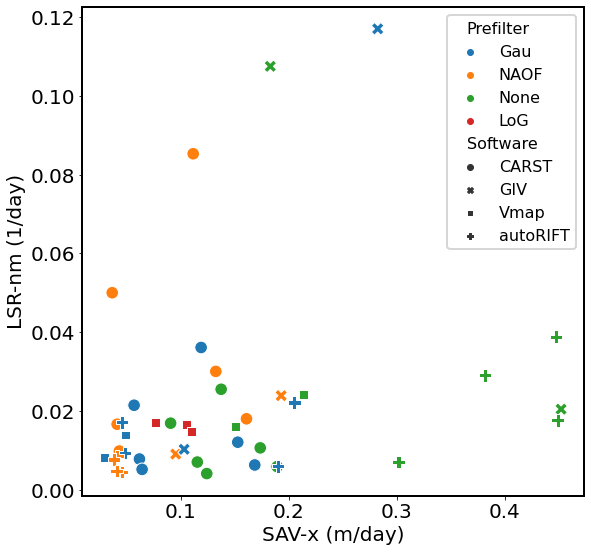 0.12
0.10
0.08
0.06
0.04
0.02
0.00
LSR-nm (1/day)
0.1
0.2
0.3
0.4
SAV-x (m/day)
Prefilter
Gau
NAOF
None
LoG
Software
CARST
GIV
Vmap
autoRIFT